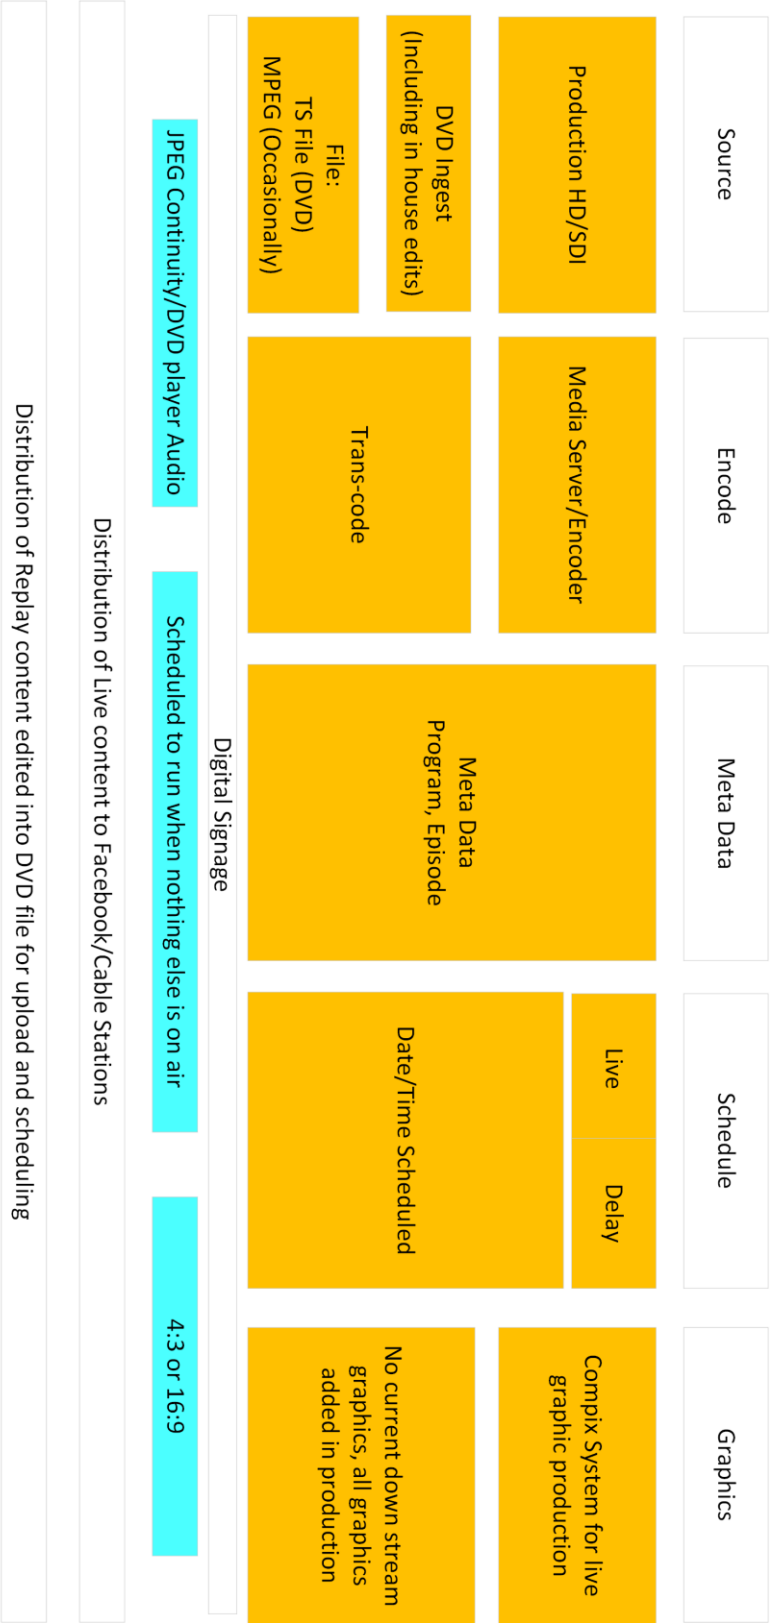 Source
Encode
Meta Data
Schedule
Graphics
Production HD/SDI
Media Server/Encoder
Meta Data
Program, Episode
Live
Delay
Compix System for live
graphic production
DVD Ingest
(Including in house edits)
Trans-code
Date/Time Scheduled
No current down stream
graphics, all graphics
added in production
File:
TS File (DVD)
MPEG (Occasionally)
Digital Signage
JPEG Continuity/DVD player Audio
Scheduled to run when nothing else is on air
4:3 or 16:9
Distribution of Live content to Facebook/Cable Stations
Distribution of Replay content edited into DVD file for upload and scheduling